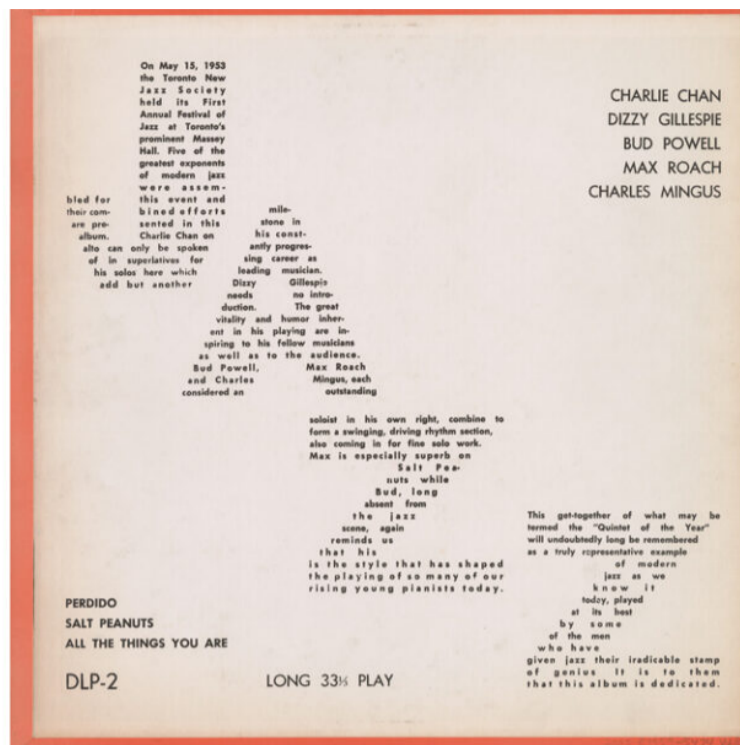 On May 15, 1953
the Toronto New
Jazz Society
held its First
Annual Festival of
Jazz at Toronto's
prominent Massey
Hall. Five of the
greatest exponents
of modern jazz
were assem-
bled for this event and
their com- bined efforts
are pre- sented in this
album. Charlie Chan on
alto can only be spoken
of in superlatives for
his solos here which
add but another
mile-
stone in
his const-
antly progres-
sing career as
leading musician.
Dizzy Gillespie
needs no intro-
duction. The great
vitality and humor inher-
ent in his playing are in-
spiring to his fellow musicians
as well as to the audience.
Bud Powell, Max Roach
and Charles Mingus, each
considered an outstanding
soloist in his own right, combine to
form a swinging, driving rhythm section,
also coming in for fine solo work.
Max is especially superb on
Salt Pea-
nuts while
Bud, long
absent from
the jazz
scene, again
reminds us
that his
is the style that has shaped
the playing of so many of our
rising young pianists today.
This get-together of what may be
termed the "Quintet of the Year"
will undoubtedly long be remembered
as a truly representative example
of modern
jazz as we
know it
today, played
at its best
by some
of the men
who have
given jazz their iradicable stamp
of genius It is to them
that this album is dedicated.
CHARLIE CHAN
DIZZY GILLESPIE
BUD POWELL
MAX ROACH
CHARLES MINGUS
PERDIDO
SALT PEANUTS
ALL THE THINGS YOU ARE
DLP-2
LONG 33⅓ PLAY